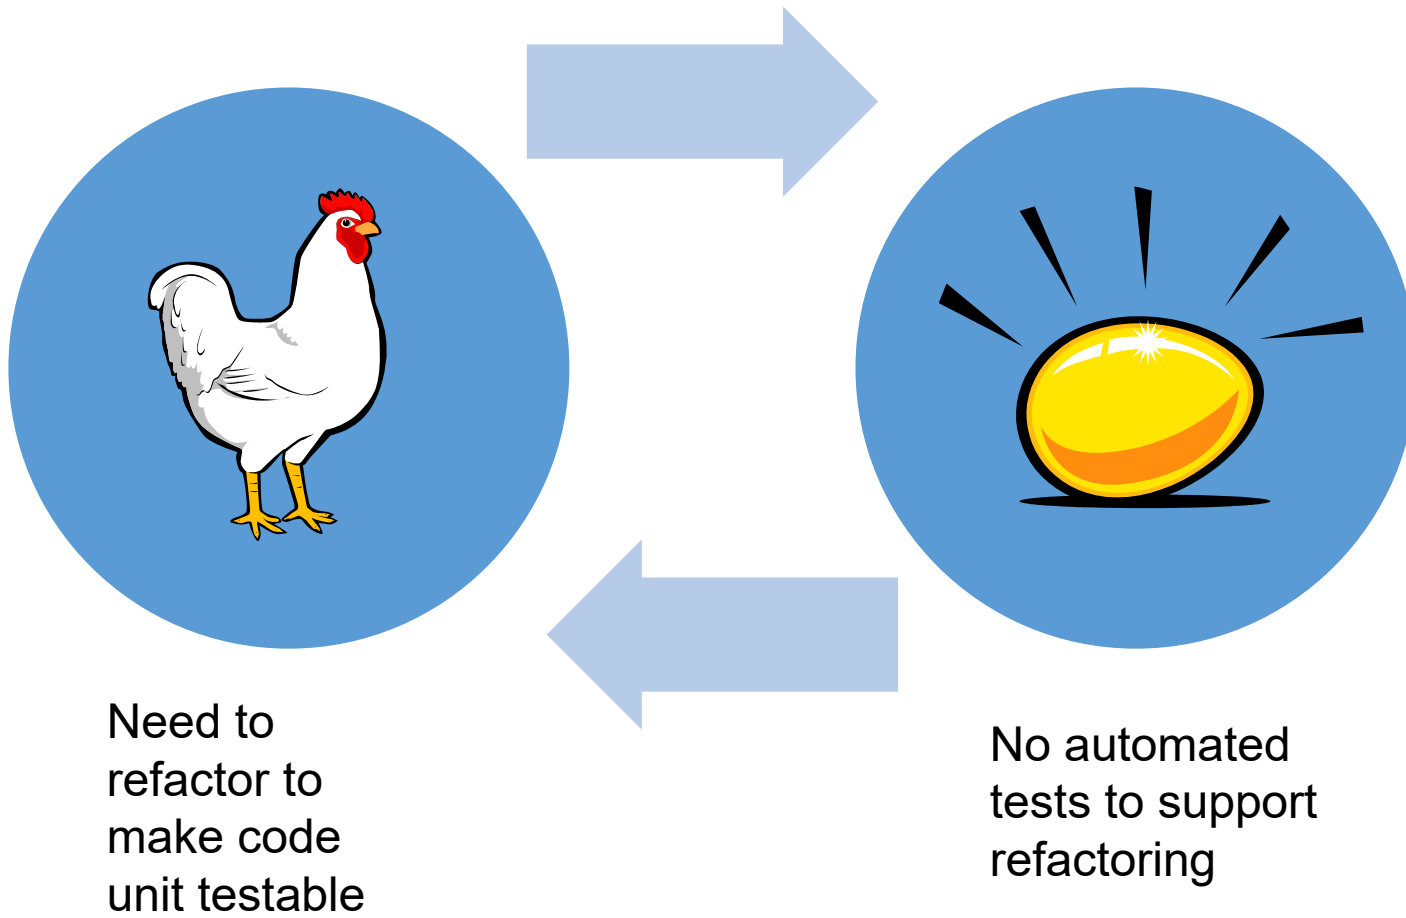 Need to
refactor to
make code
unit testable
No automated
tests to support
refactoring